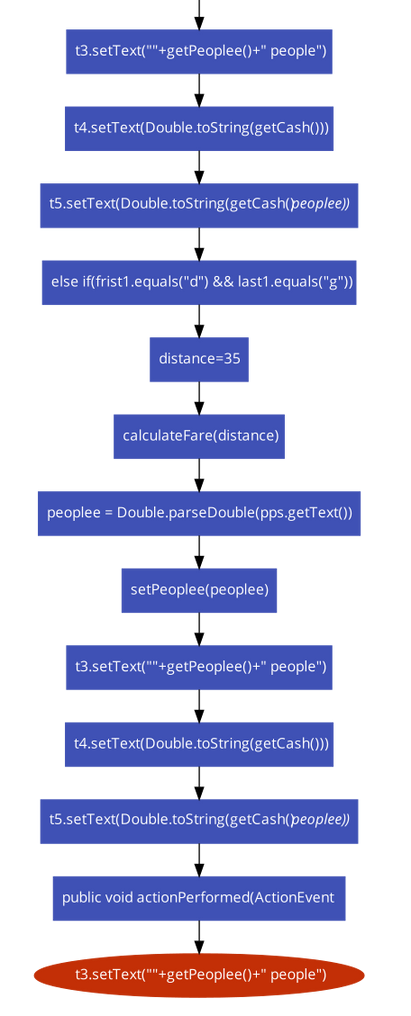 t3.setText(""+getPeoplee()+" people")
t4.setText(Double.toString(getCash()))
t5.setText(Double.toString(getCash()peoplee))
else if(frist1.equals("d") && last1.equals("g"))
distance=35
calculateFare(distance)
peoplee = Double.parseDouble(pps.getText())
setPeoplee(peoplee)
t3.setText(""+getPeoplee()+" people")
t4.setText(Double.toString(getCash()))
t5.setText(Double.toString(getCash()peoplee))
public void actionPerformed(ActionEvent
t3.setText(""+getPeoplee()+" people")